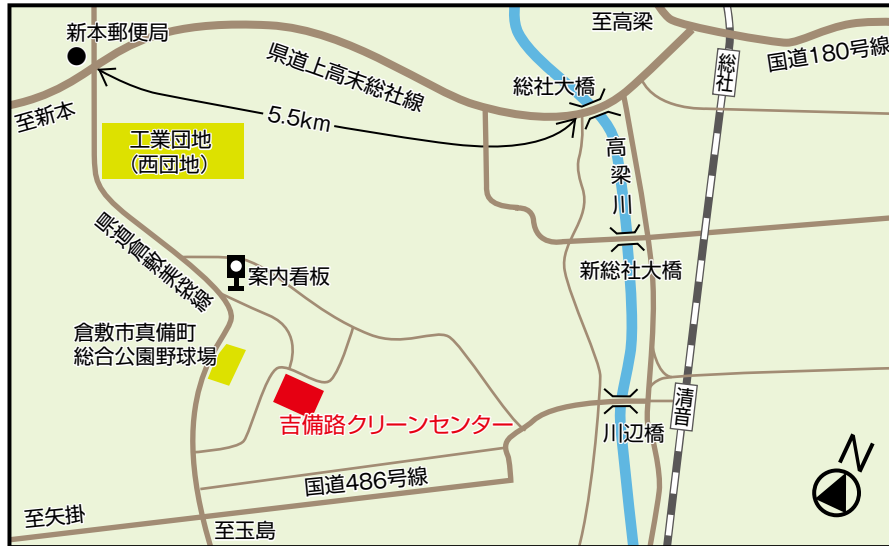 新本郵便局
至高梁
国道180号線
県道上高末総社線
総社大橋
総社
至新本
5.5km
工業団地
（西団地）
高梁川
県道倉敷美袋線
案内看板
新総社大橋
倉敷市真備町
総合公園野球場
吉備路クリーンセンター
清音
川辺橋
国道486号線
至矢掛
至玉島
N